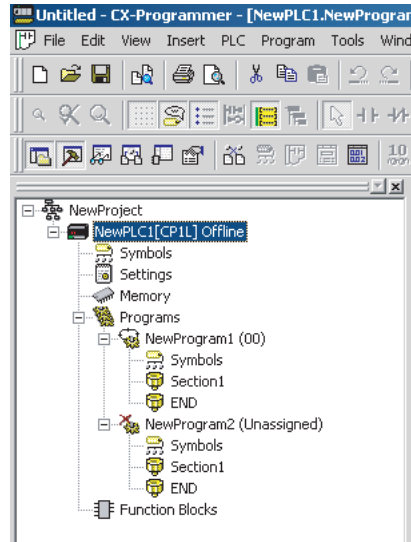 Untitled - CX-Programmer - [NewPLC1.NewProgram
File Edit View Insert PLC Program Tools Wind
10
NewProject
NewPLC1[CP1L] Offline
Symbols
Settings
Memory
Programs
NewProgram1 (00)
Symbols
Section1
END
NewProgram2 (Unassigned)
Symbols
Section1
END
Function Blocks